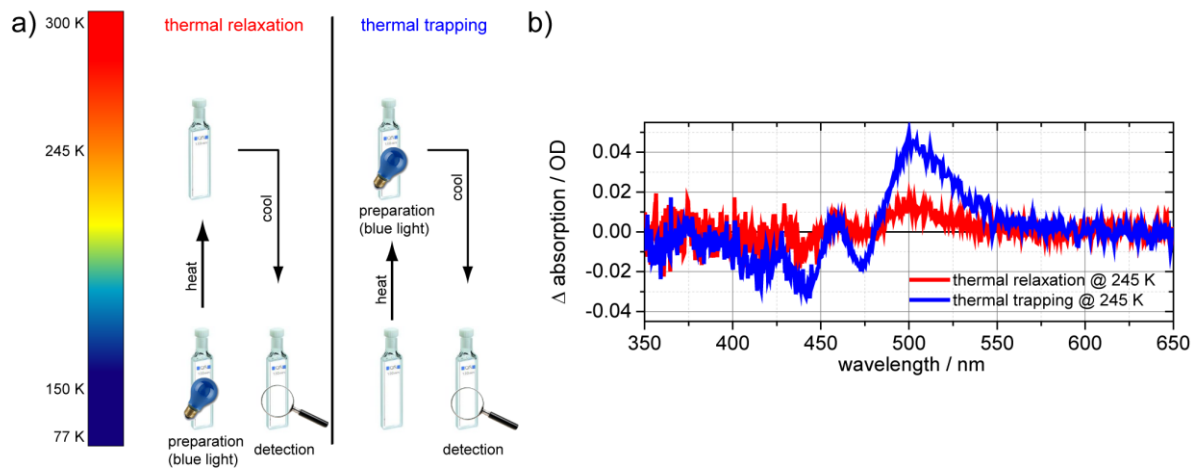 a)
300 K
245 K
150 K
77 K
thermal relaxation
cool
heat
preparation
(blue light)
detection
thermal trapping
preparation
(blue light)
cool
heat
detection
b)
Δ absorption / OD
0.04
0.02
0.00
-0.02
-0.04
thermal relaxation @ 245 K
thermal trapping @ 245 K
350 400 450 500 550 600 650
wavelength / nm